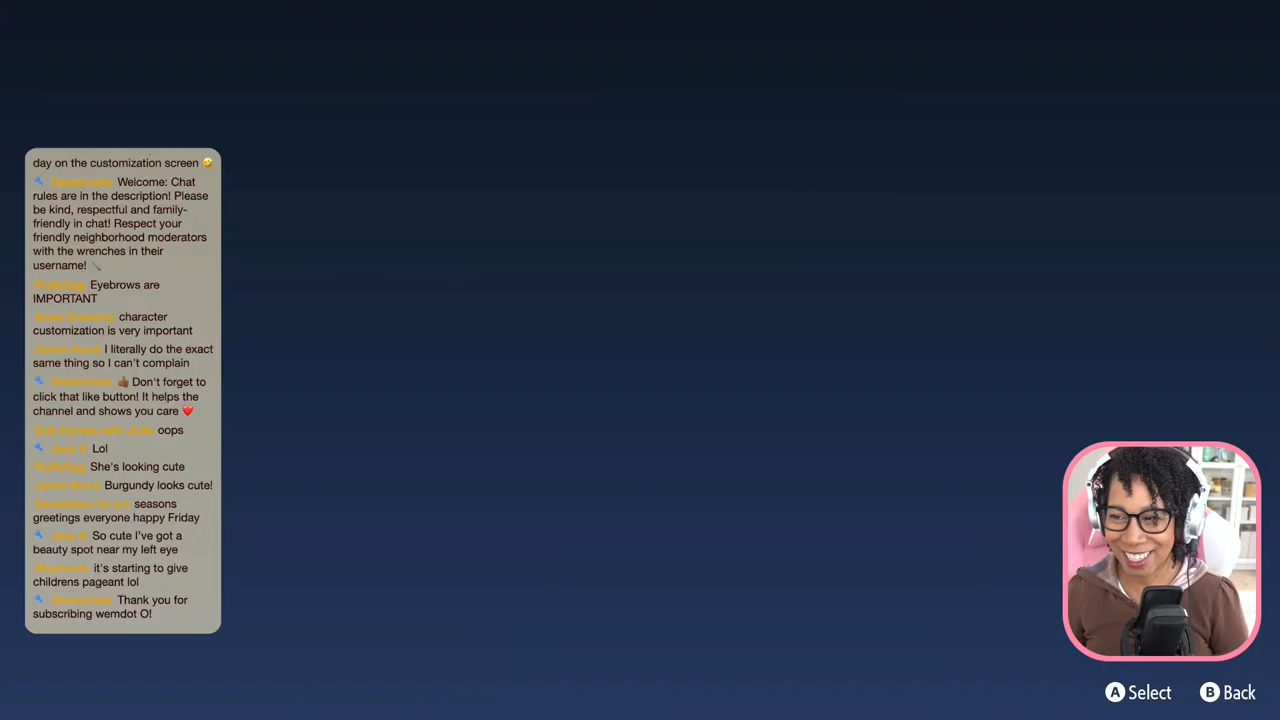 day on the customization screen 🤣
Welcome: Chat
rules are in the description! Please
be kind, respectful and family-
friendly in chat! Respect your
friendly neighborhood moderators
with the wrenches in their
username!
Eyebrows are
IMPORTANT
character
customization is very important
I literally do the exact
same thing so I can't complain
👍🏾 Don't forget to
click that like button! It helps the
channel and shows you care ❤️
oops
Lol
She's looking cute
Burgundy looks cute!
seasons
greetings everyone happy Friday
So cute I've got a
beauty spot near my left eye
it's starting to give
childrens pageant lol
Thank you for
subscribing wemdot O!
A Select B Back